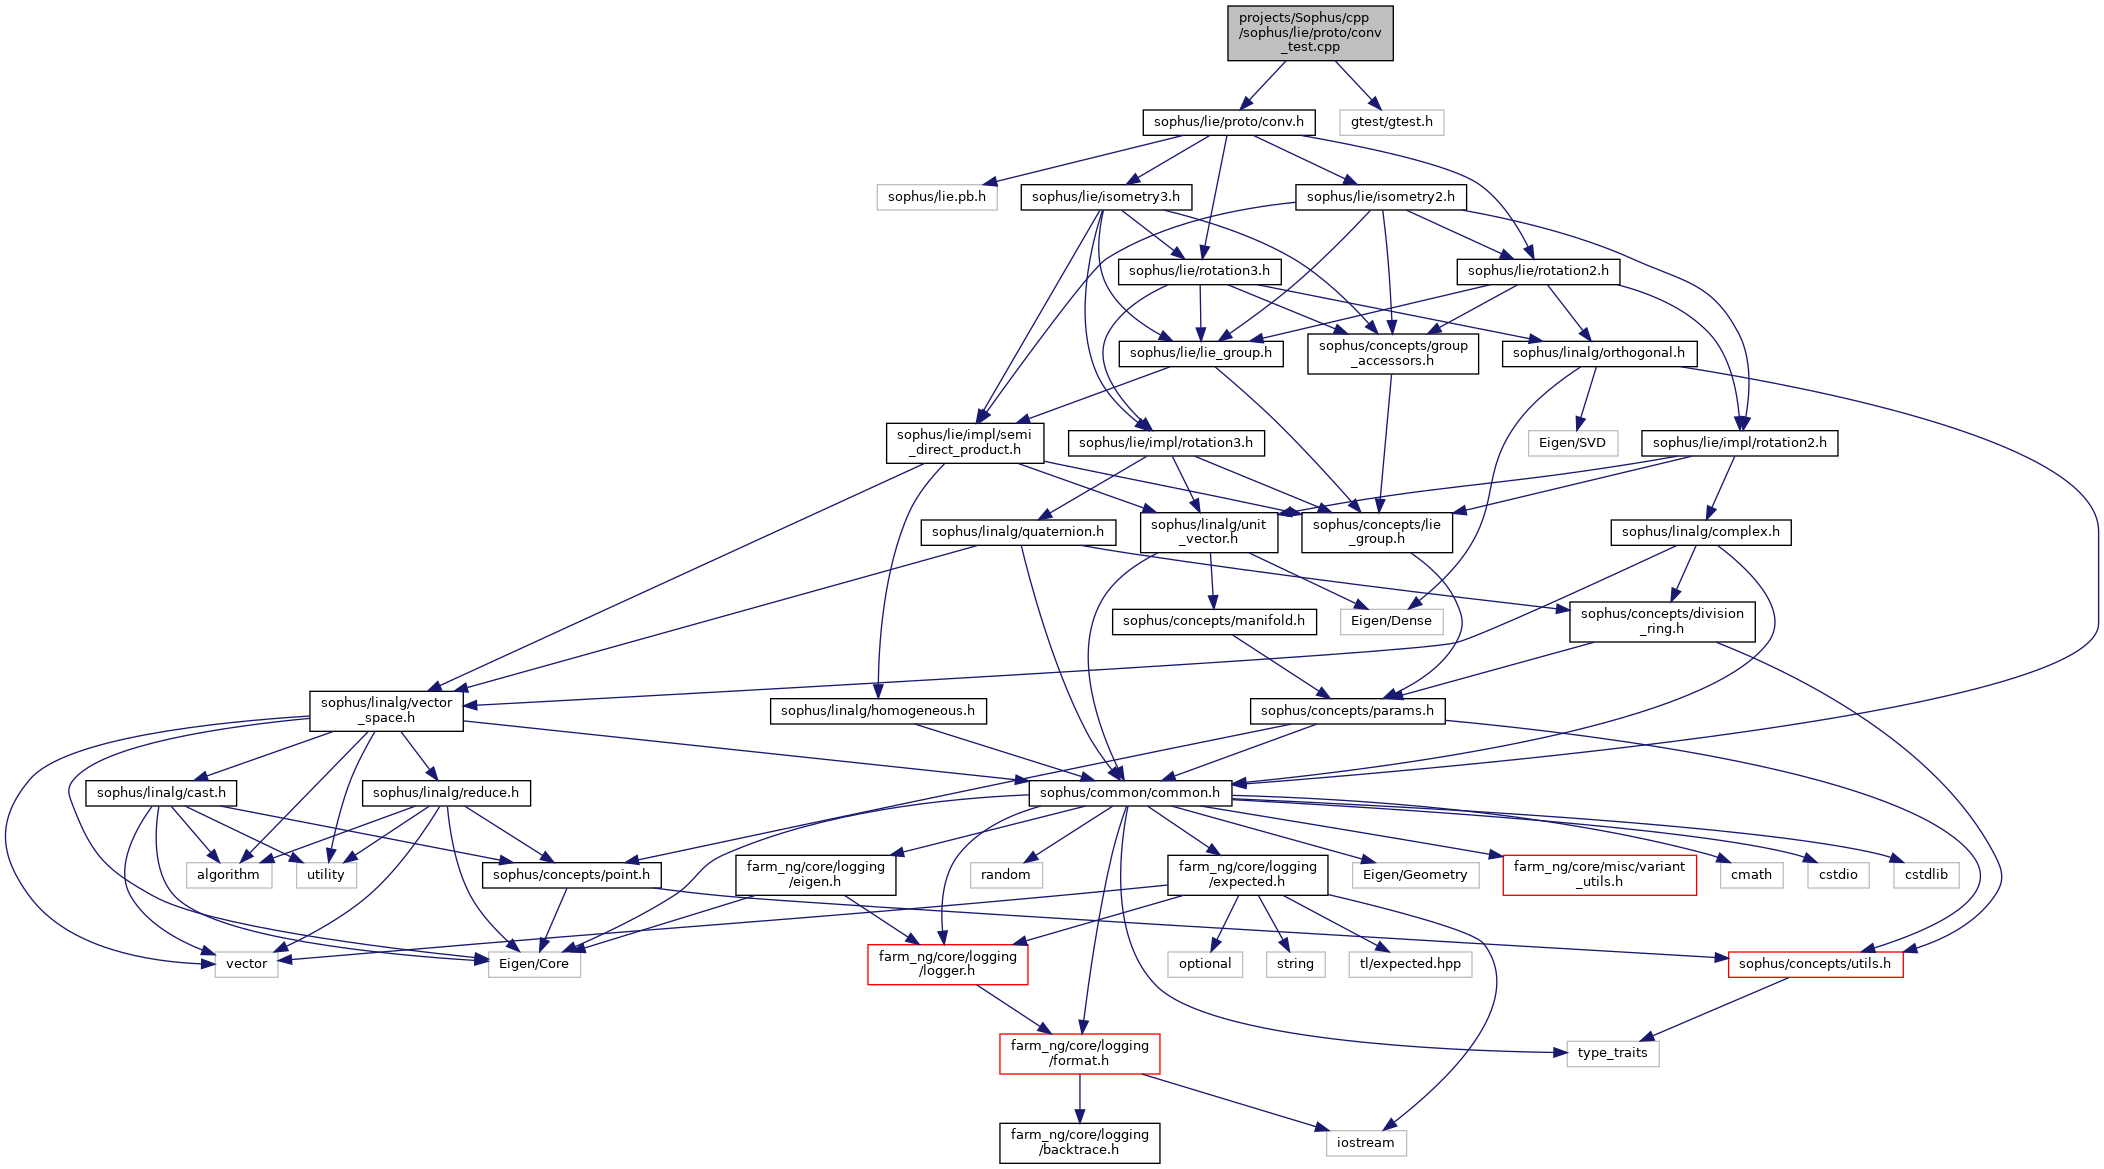 projects/Sophus/cpp
/sophus/lie/proto/conv
_test.cpp
sophus/lie/proto/conv.h
gtest/gtest.h
sophus/lie.pb.h
sophus/lie/isometry3.h
sophus/lie/isometry2.h
sophus/lie/rotation3.h
sophus/lie/rotation2.h
sophus/lie/lie_group.h
sophus/concepts/group
_accessors.h
sophus/linalg/orthogonal.h
sophus/lie/impl/semi
_direct_product.h
sophus/lie/impl/rotation3.h
Eigen/SVD
sophus/lie/impl/rotation2.h
sophus/linalg/quaternion.h
sophus/linalg/unit
_vector.h
sophus/concepts/lie
_group.h
sophus/linalg/complex.h
sophus/concepts/manifold.h
Eigen/Dense
sophus/concepts/division
_ring.h
sophus/linalg/vector
_space.h
sophus/linalg/homogeneous.h
sophus/concepts/params.h
sophus/linalg/cast.h
sophus/linalg/reduce.h
sophus/common/common.h
algorithm
utility
sophus/concepts/point.h
farm_ng/core/logging
/eigen.h
random
farm_ng/core/logging
/expected.h
Eigen/Geometry
farm_ng/core/misc/variant
_utils.h
cmath
cstdio
cstdlib
vector
Eigen/Core
farm_ng/core/logging
/logger.h
optional
string
tl/expected.hpp
sophus/concepts/utils.h
farm_ng/core/logging
/format.h
type_traits
farm_ng/core/logging
/backtrace.h
iostream